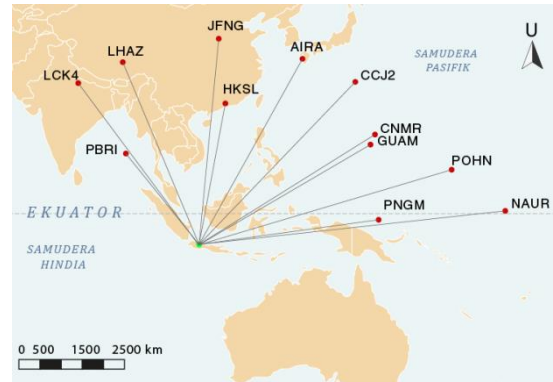 JFNG
LHAZ
AIRA
SAMUDERA
PASIFIK
U
LCK4
HKSL
CCJ2
CNMR
GUAM
PBRI
POHN
EKUATOR
PNGM
NAUR
SAMUDERA
HINDIA
0 500 1500 2500 km